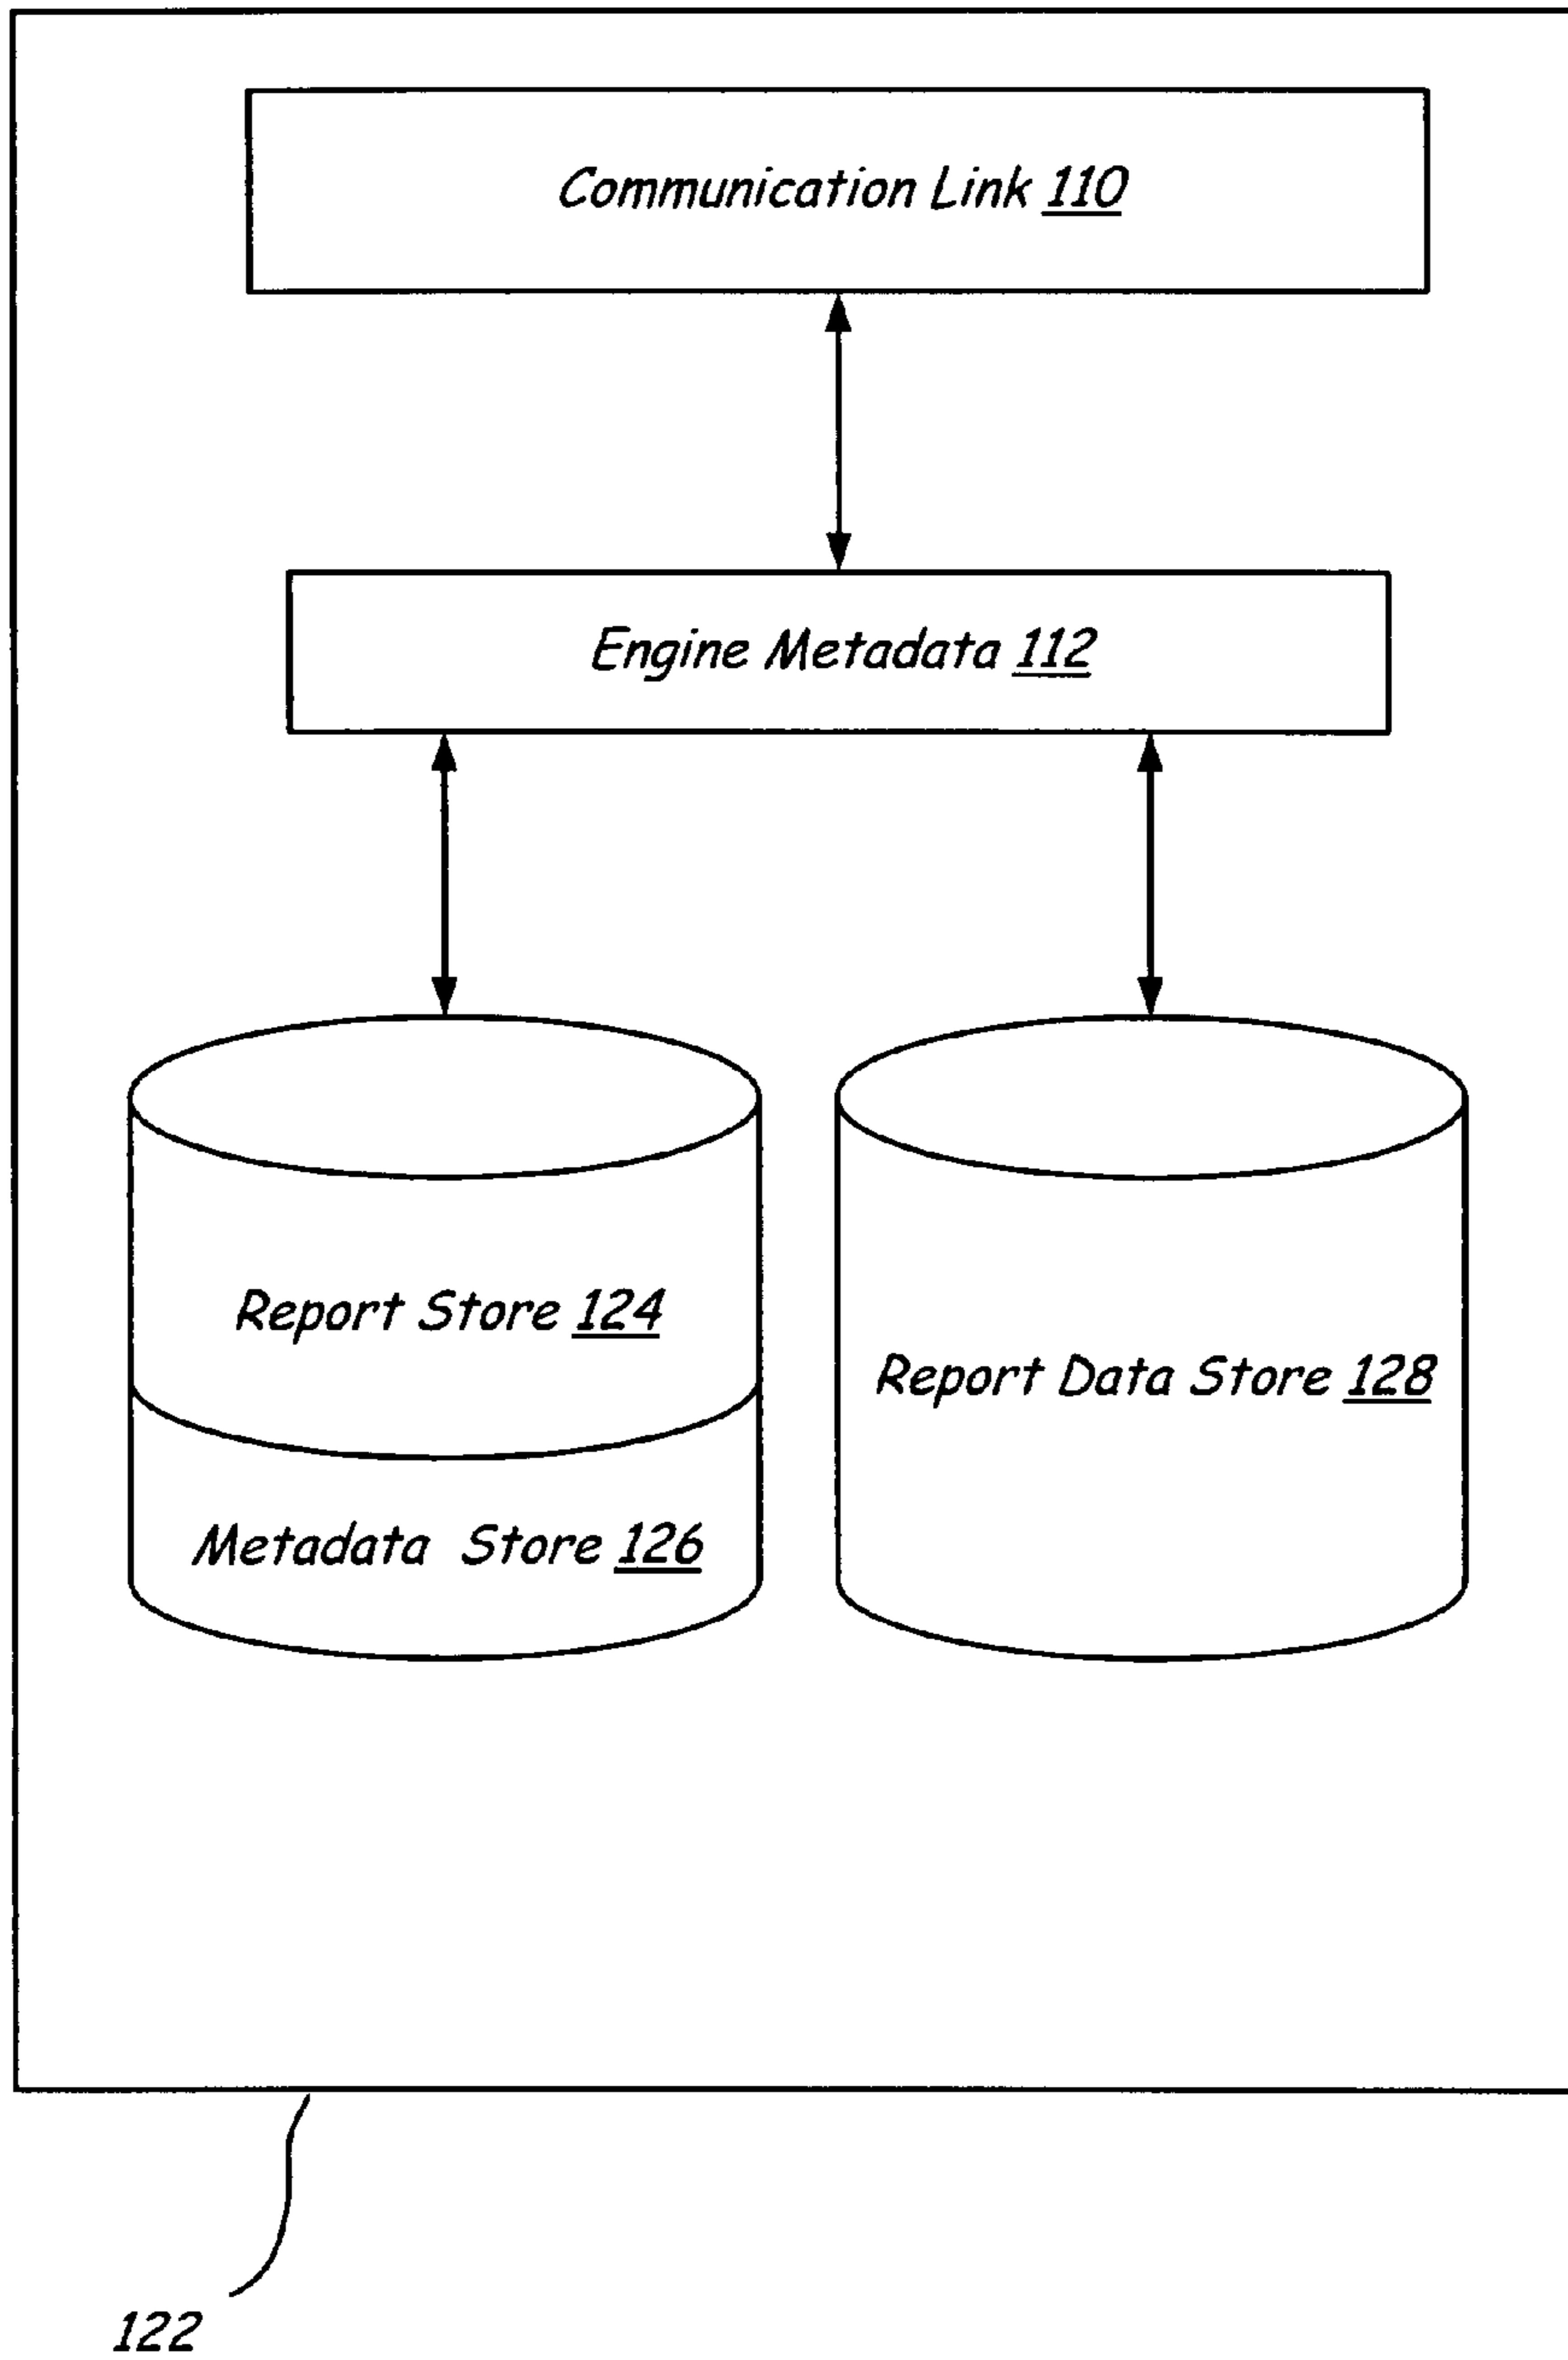 Communication Link 110
Engine Metadata 112
Report Store 124
Report Data Store 128
Metadata Store 126
122